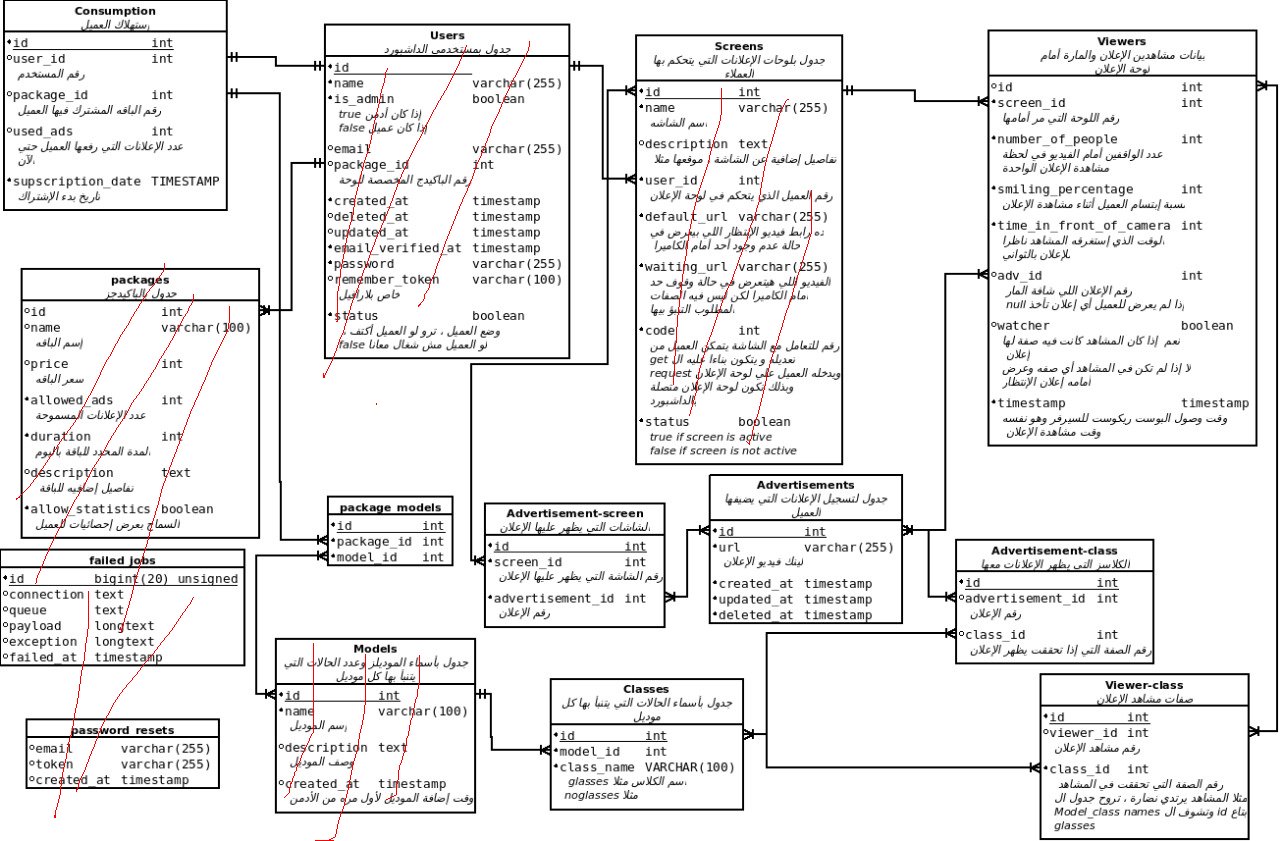 Consumption
إستهلاك العميل
id int
user_id int
رقم المستخدم
package_id int
رقم الباقه المشترك فيها العميل
used_ads int
عدد الإعلانات التي رفعها العميل حتي
الآن
supscription_date TIMESTAMP
تاريخ بدء الإشتراك
Users
جدول بمستخدمى الداشبورد
id
name varchar(255)
is_admin boolean
true إذا كان أدمن
false إذا كان عميل
email varchar(255)
package_id int
رقم الباكيدج المخصصة للوحة
created_at timestamp
deleted_at timestamp
updated_at timestamp
email_verified_at timestamp
password varchar(255)
remember_token varchar(100)
خاص بلارافيل
status boolean
وضع العميل ، ترو لو العميل أكتف ،
false لو العميل مش شغال معانا
Screens
جدول بلوحات الإعلانات التي يتحكم بها
العملاء
id int
name varchar(255)
اسم الشاشه
description text
تفاصيل إضافية عن الشاشة ، موقعها مثلا
user_id int
رقم العميل الذي يتحكم في لوحة الإعلان
default_url varchar(255)
ده رابط فيديو الإنتظار اللي بيعرض في
حالة عدم وجود أحد أمام الكاميرا
waiting_url varchar(255)
الفيديو اللي هيتعرض في حالة وقوف حد
امام الكاميرا لكن ليس فيه الصفات
المطلوب التنبؤ بيها
code int
رقم للتعامل مع الشاشة يتمكن العميل من
get تعديله و يتكون بناءا عليه ال
request ويدخله العميل علي لوحة الإعلان
وبذلك تكون لوحة الإعلان متصلة
بالداشبورد
status boolean
true if screen is active
false if screen is not active
Viewers
بيانات مشاهدين الإعلان والمارة أمام
لوحة الإعلان
id int
screen_id int
رقم اللوحة التي مر أمامها
number_of_people int
عدد الواقفين أمام الفيديو في لحظة
مشاهدة الإعلان الواحدة
smiling_percentage int
نسبة إبتسام العميل أثناء مشاهدة الإعلان
time_in_front_of_camera int
الوقت الذي إستغرقه المشاهد ناظرا
للإعلان بالثواني
adv_id int
رقم الإعلان اللي شافة المار
null إذا لم يعرض للعميل أي إعلان تأخذ
watcher boolean
نعم إذا كان المشاهد كانت فيه صفة لها
إعلان
لا إذا لم تكن في المشاهد أي صفه وعرض
أمامه إعلان الإنتظار
timestamp timestamp
وقت وصول البوست ريكوست للسيرفر وهو نفسه
وقت مشاهدة الإعلان
packages
جدول بالباكيدجز
id int
name varchar(100)
إسم الباقه
price int
سعر الباقه
allowed_ads int
عدد الإعلانات المسموحة
duration int
المدة المحدد للباقة باليوم
description text
تفاصيل إضافيه للباقة
allow_statistics boolean
السماح بعرض إحصائيات للعميل
failed jobs
id bigint(20) unsigned
connection text
queue text
payload longtext
exception longtext
failed_at timestamp
password resets
email varchar(255)
token varchar(255)
created_at timestamp
package models
id int
package_id int
model_id int
Models
جدول بأسماء الموديلز وعدد الحالات التي
يتنبأ بها كل موديل
id int
name varchar(100)
إسم الموديل
description text
وصف الموديل
created_at timestamp
وقت إضافة الموديل لأول مره من الأدمن
Advertisement-screen
الشاشات التي يظهر عليها الإعلان
id int
screen_id int
رقم الشاشة التي يظهر عليها الإعلان
advertisement_id int
رقم الإعلان
Advertisements
جدول لتسجيل الإعلانات التي يضيفها
العميل
id int
url varchar(255)
لينك فيديو الإعلان
created_at timestamp
updated_at timestamp
deleted_at timestamp
Advertisement-class
الكلاسز التي يظهر الإعلانات معها
id int
advertisement_id int
رقم الإعلان
class_id int
رقم الصفة التي إذا تحققت يظهر الإعلان
Classes
جدول بأسماء الحالات التي يتنبأ بها كل
موديل
id int
model_id int
class_name VARCHAR(100)
glasses اسم الكلاس مثلا
noglasses مثلا
Viewer-class
صفات مشاهد الإعلان
id int
viewer_id int
رقم مشاهد الإعلان
class_id int
رقم الصفة التي تحققت في المشاهد
مثلا المشاهد يرتدي نضارة ، تروح جدول ال
Model_class names وتشوف ال id بتاع
glasses